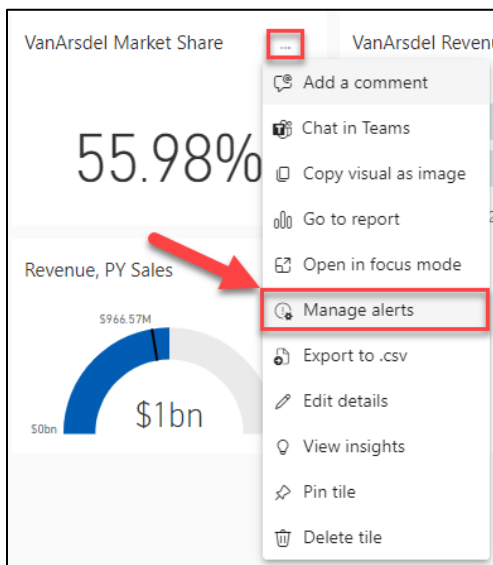 VanArsdel Market Share
...
VanArsdel Reven
Add a comment
Chat in Teams
55.98%
Copy visual as image
Go to report
Open in focus mode
Revenue, PY Sales
Manage alerts
$966.57M
Export to .csv
$0bn
$1bn
Edit details
View insights
Pin tile
Delete tile